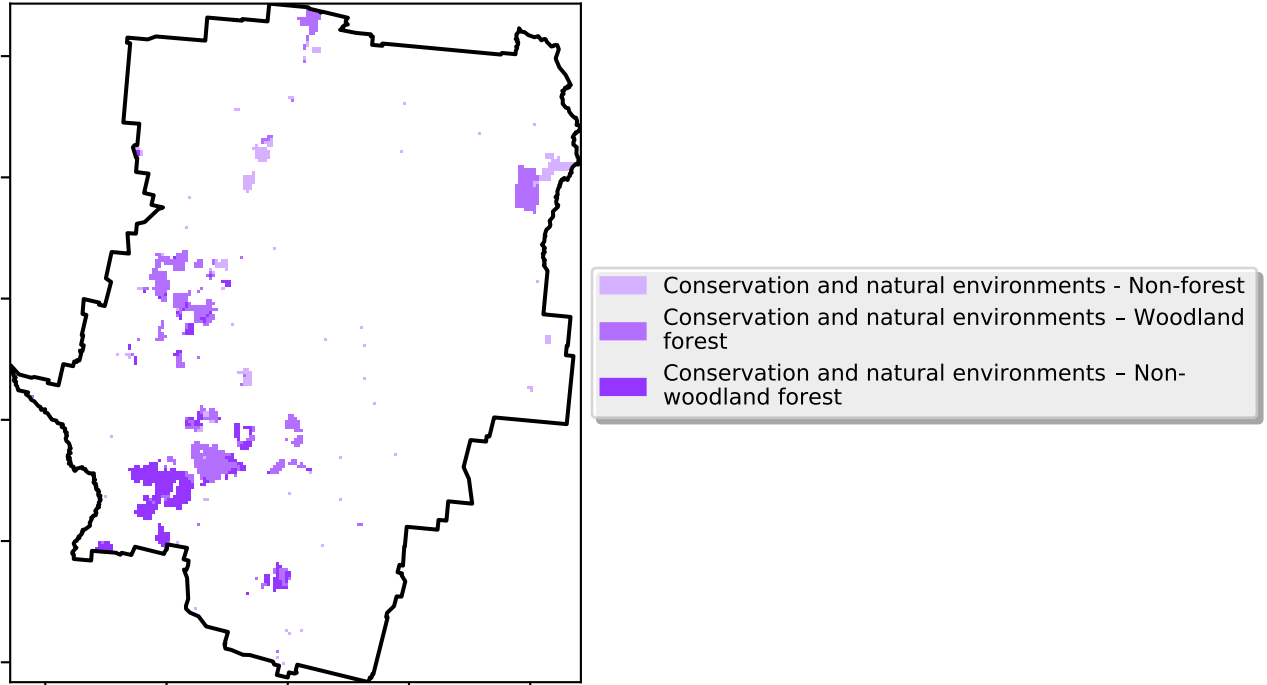 Conservation and natural environments - Non-forest
Conservation and natural environments – Woodland
forest
Conservation and natural environments – Non-
woodland forest